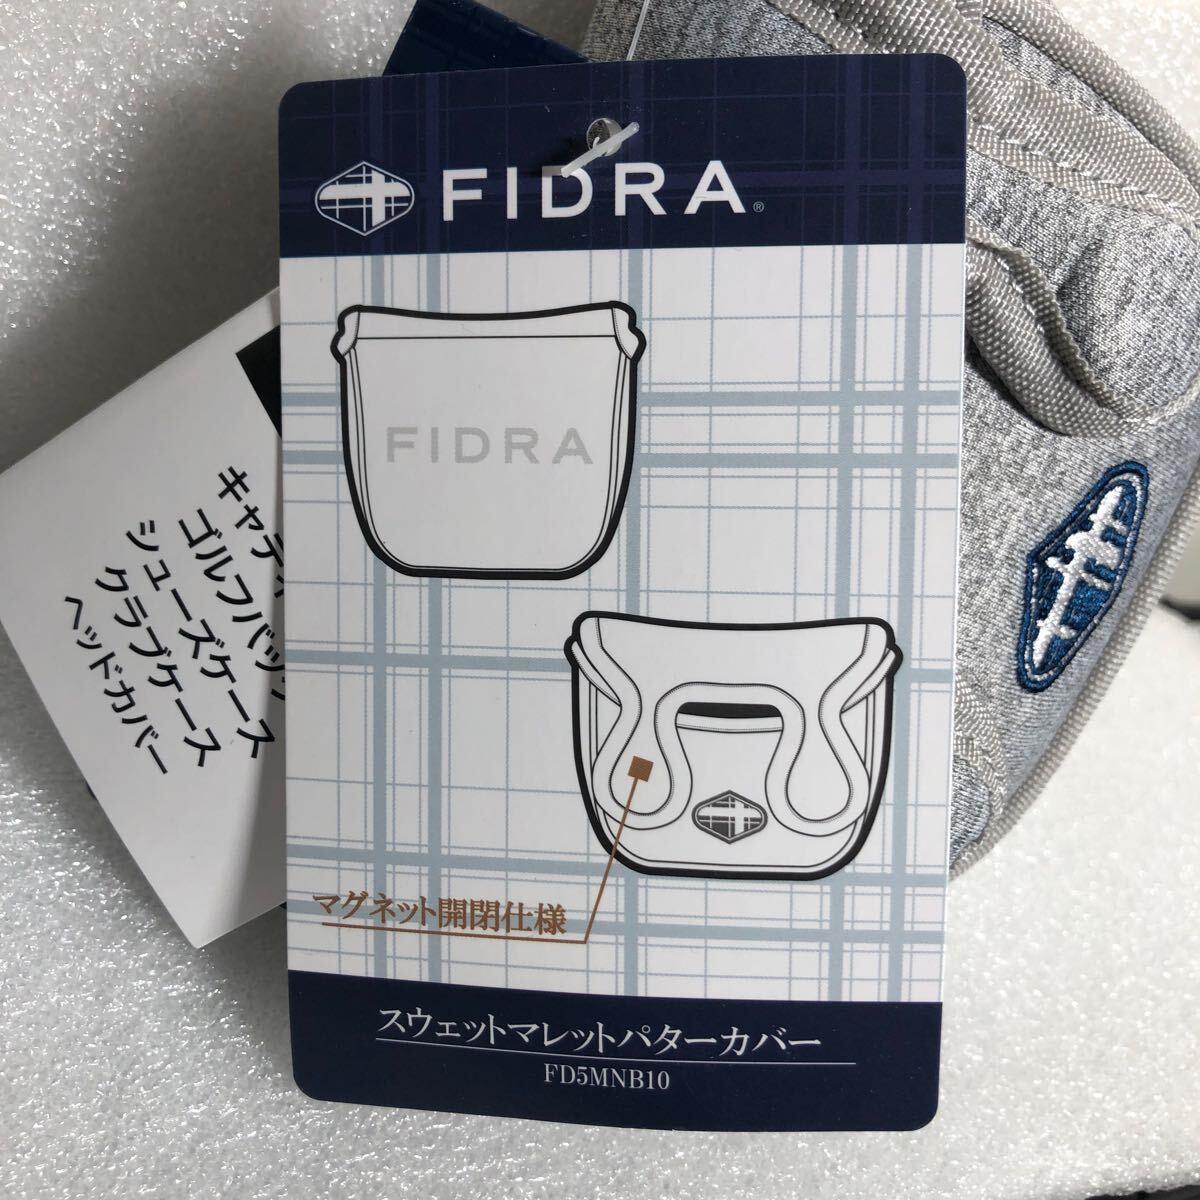 FIDRA®
FIDRA
マグネット開閉仕様
スウェットマレットパターカバー
FD5MNB10
ゴルフバッグ
シューズケース
クラブケース
ヘッドカバー